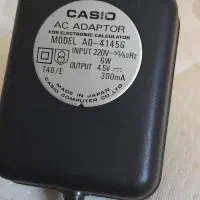 CASIO
AC ADAPTOR
FOR ELECTRONIC CALCULATOR
MODEL AD-4145G
INPUT 220V~50/60Hz
6W
OUTPUT 4.5V
300mA
T40/E
MADE IN JAPAN
CASIO COMPUTER CO.,LTD.